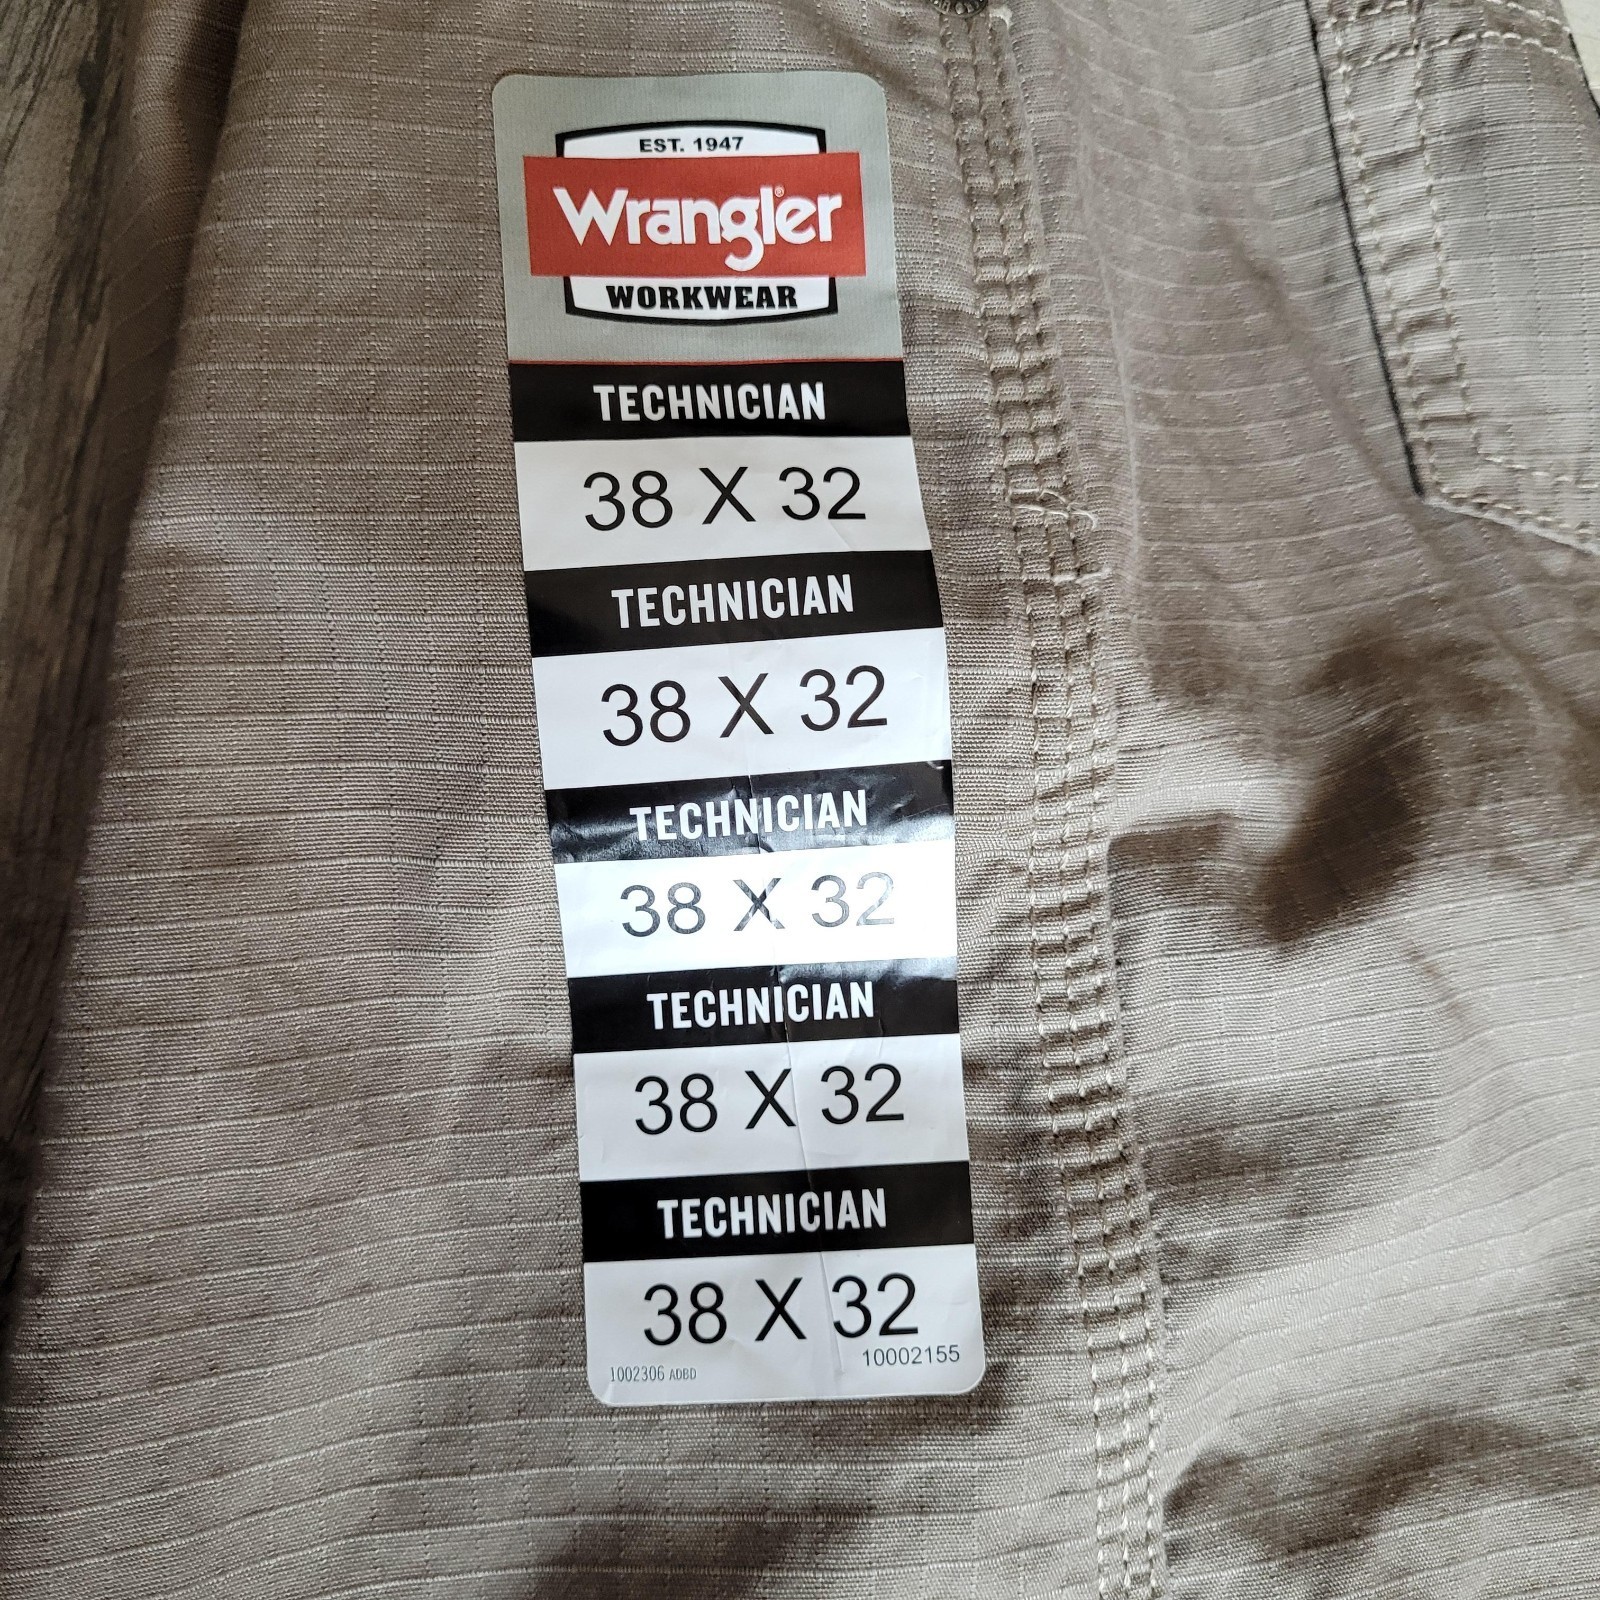 EST. 1947
Wrangler®
WORKWEAR
TECHNICIAN
38 X 32
TECHNICIAN
38 X 32
TECHNICIAN
38 X 32
TECHNICIAN
38 X 32
TECHNICIAN
38 X 32
10002155
1002306 ADBD